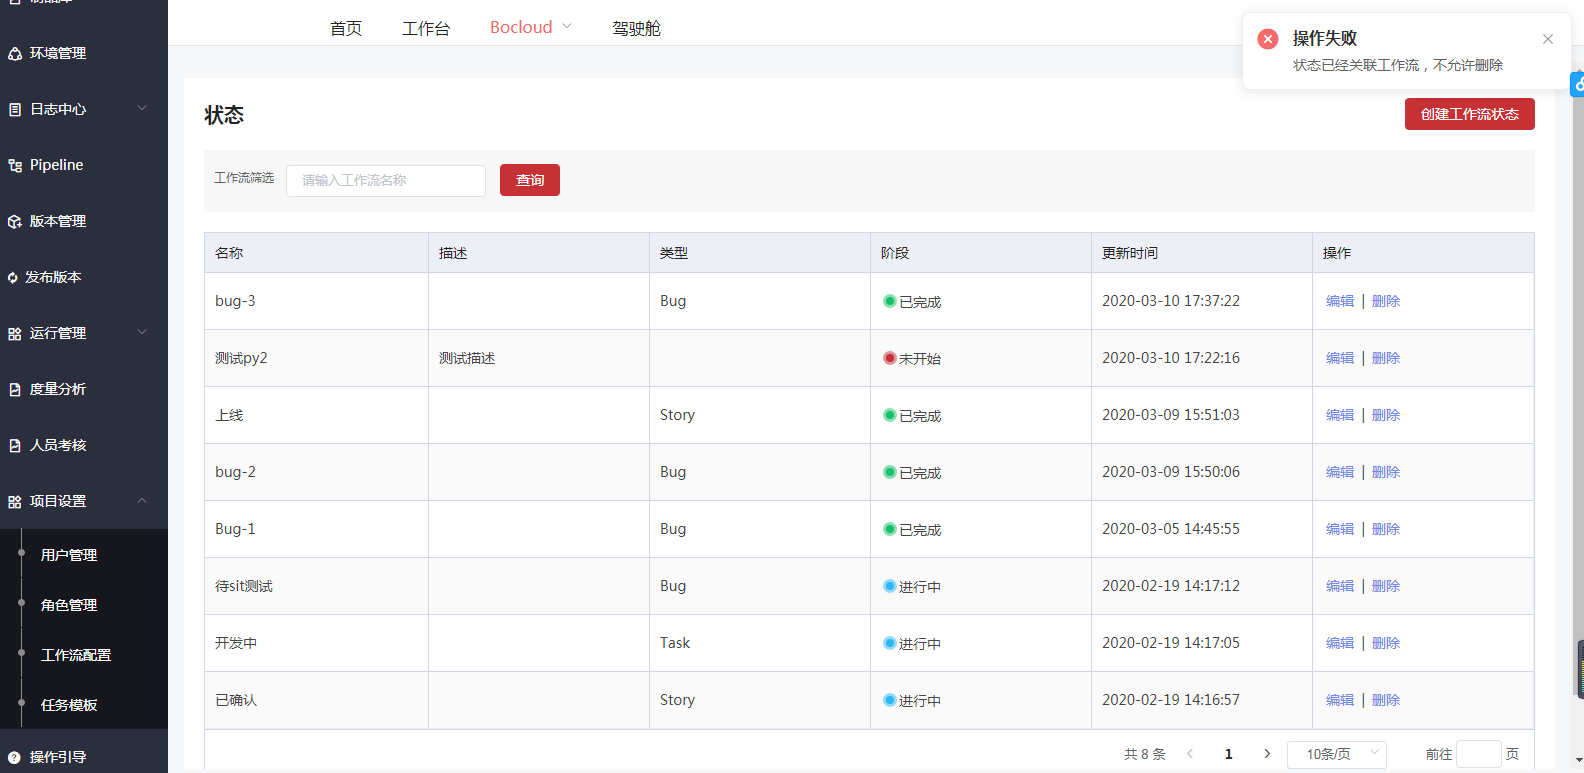 首页 工作台 Bocloud 驾驶舱
操作失败
状态已经关联工作流，不允许删除
环境管理
日志中心
Pipeline
版本管理
发布版本
运行管理
度量分析
人员考核
项目设置
用户管理
角色管理
工作流配置
任务模板
操作引导
状态
创建工作流状态
工作流筛选 请输入工作流名称 查询
名称 描述 类型 阶段 更新时间 操作
bug-3 Bug 已完成 2020-03-10 17:37:22 编辑 | 删除
测试py2 测试描述 未开始 2020-03-10 17:22:16 编辑 | 删除
上线 Story 已完成 2020-03-09 15:51:03 编辑 | 删除
bug-2 Bug 已完成 2020-03-09 15:50:06 编辑 | 删除
Bug-1 Bug 已完成 2020-03-05 14:45:55 编辑 | 删除
待sit测试 Bug 进行中 2020-02-19 14:17:12 编辑 | 删除
开发中 Task 进行中 2020-02-19 14:17:05 编辑 | 删除
已确认 Story 进行中 2020-02-19 14:16:57 编辑 | 删除
共 8 条 1 10条/页 前往 页